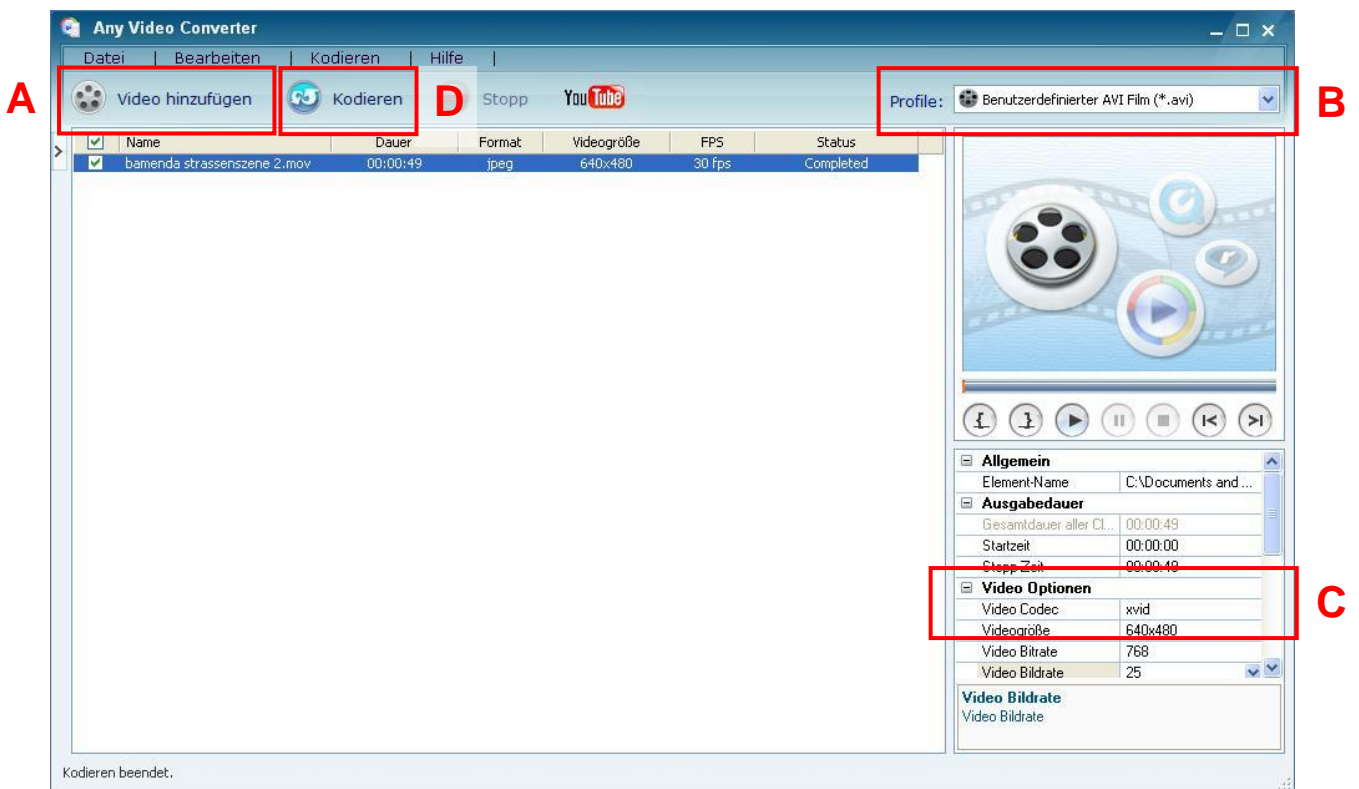 Any Video Converter
Datei | Bearbeiten | Kodieren | Hilfe |
A Video hinzufügen Kodieren D Stopp YouTube Profile: Benutzerdefinierter AVI Film (*.avi) B
Name Dauer Format Videogröße FPS Status
bamenda strassenszene 2.mov 00:00:49 jpeg 640x480 30 fps Completed
Allgemein
Element-Name C:\Documents and ...
Ausgabedauer
Gesamtdauer aller Cl... 00:00:49
Startzeit 00:00:00
Stopp Zeit 00:00:49
Video Optionen
Video Codec xvid C
Videogröße 640x480
Video Bitrate 768
Video Bildrate 25
Video Bildrate
Video Bildrate
Kodieren beendet.